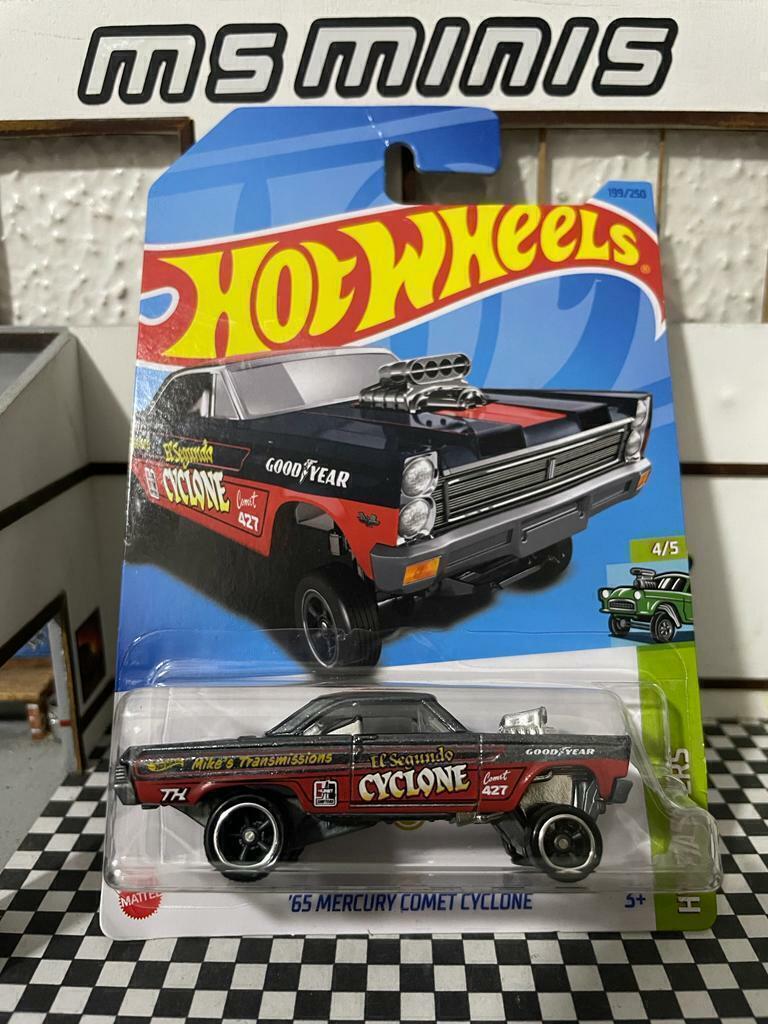 MS MINIS
199/250
HOT WHEELS®
El Segundo
CYCLONE
Comet
427
GOODYEAR
4/5
Mike's Transmissions
El Segundo
CYCLONE
Comet
427
GOODYEAR
TH
MATTEL
'65 MERCURY COMET CYCLONE
3+